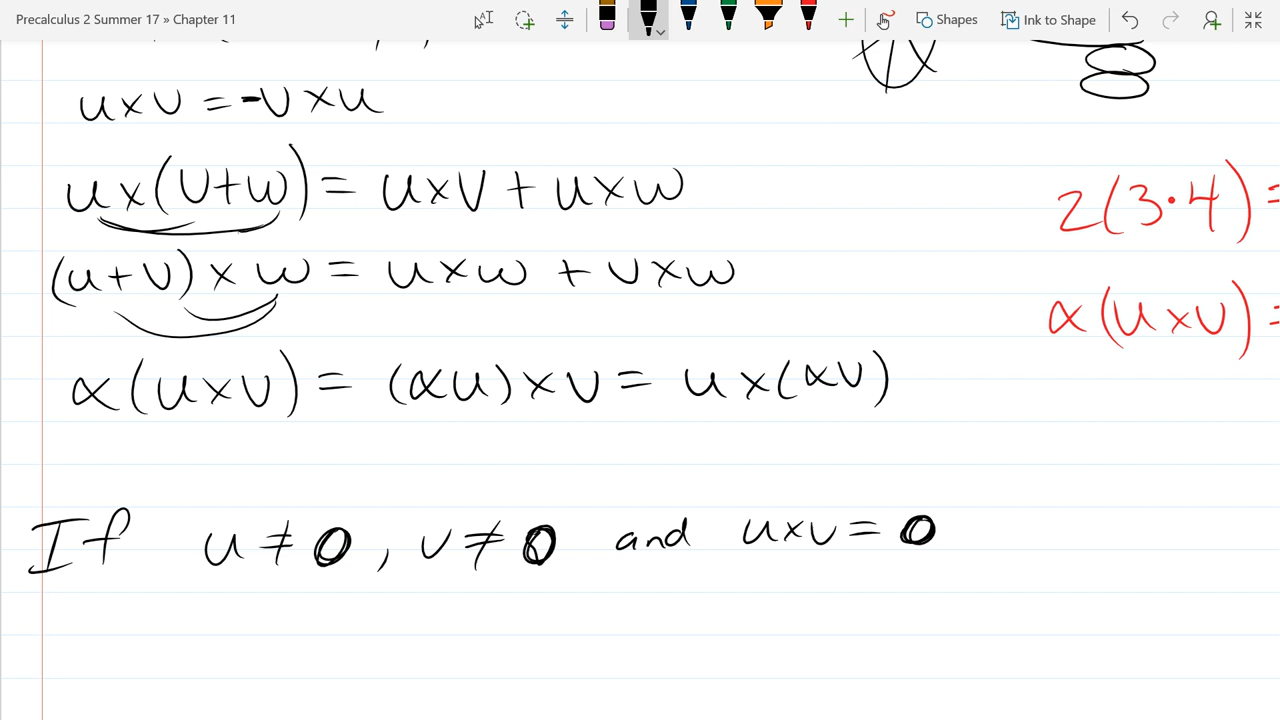 Precalculus 2 Summer 17 » Chapter 11
Shapes
Ink to Shape
u×v = -v×u
u×(v+w) = u×v + u×w
2(3·4) =
(u+v)×w = u×w + v×w
α(u×v) =
α(u×v) = (αu)×v = u×(αv)
If u≠0, v≠0 and u×v = 0